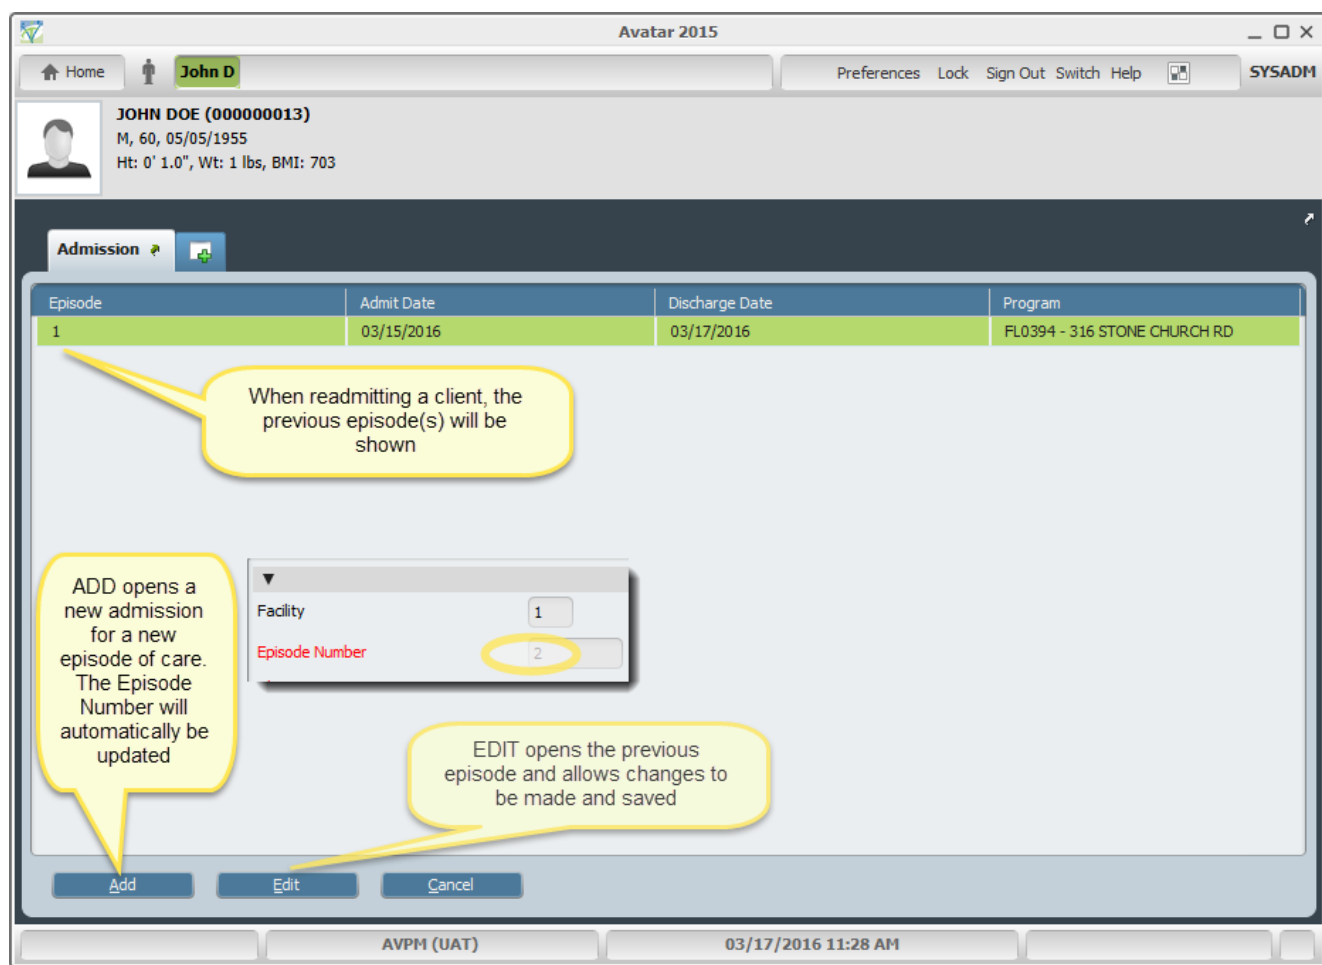 Avatar 2015
Home
John D
Preferences Lock Sign Out Switch Help
SYSADM
JOHN DOE (000000013)
M, 60, 05/05/1955
Ht: 0' 1.0", Wt: 1 lbs, BMI: 703
Admission
Episode Admit Date Discharge Date Program
1 03/15/2016 03/17/2016 FL0394 - 316 STONE CHURCH RD
When readmitting a client, the
previous episode(s) will be
shown
ADD opens a
new admission
for a new
episode of care.
The Episode
Number will
automatically be
updated
Facility 1
Episode Number 2
EDIT opens the previous
episode and allows changes to
be made and saved
Add Edit Cancel
AVPM (UAT) 03/17/2016 11:28 AM